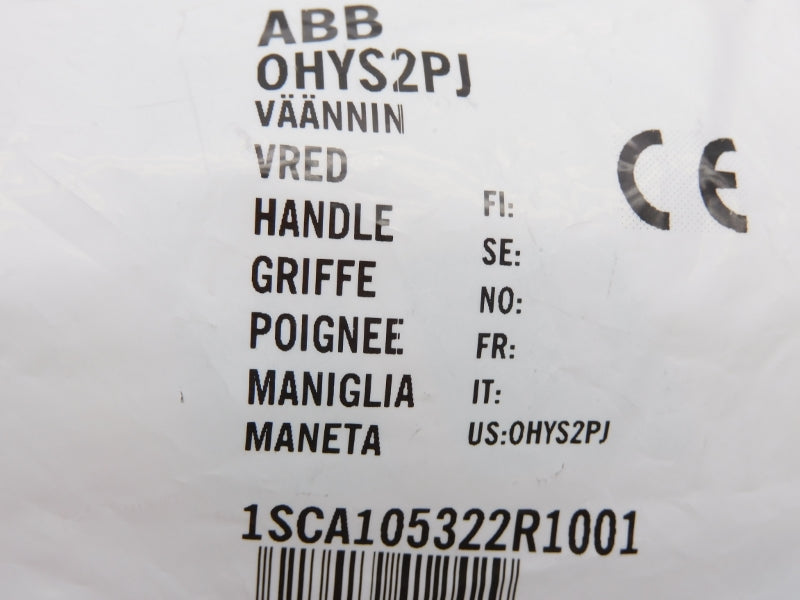 ABB
OHYS2PJ
VÄÄNNIN
VRED
HANDLE
GRIFFE
POIGNEE
MANIGLIA
MANETA
FI:
SE:
NO:
FR:
IT:
US:OHYS2PJ
CE
1SCA105322R1001